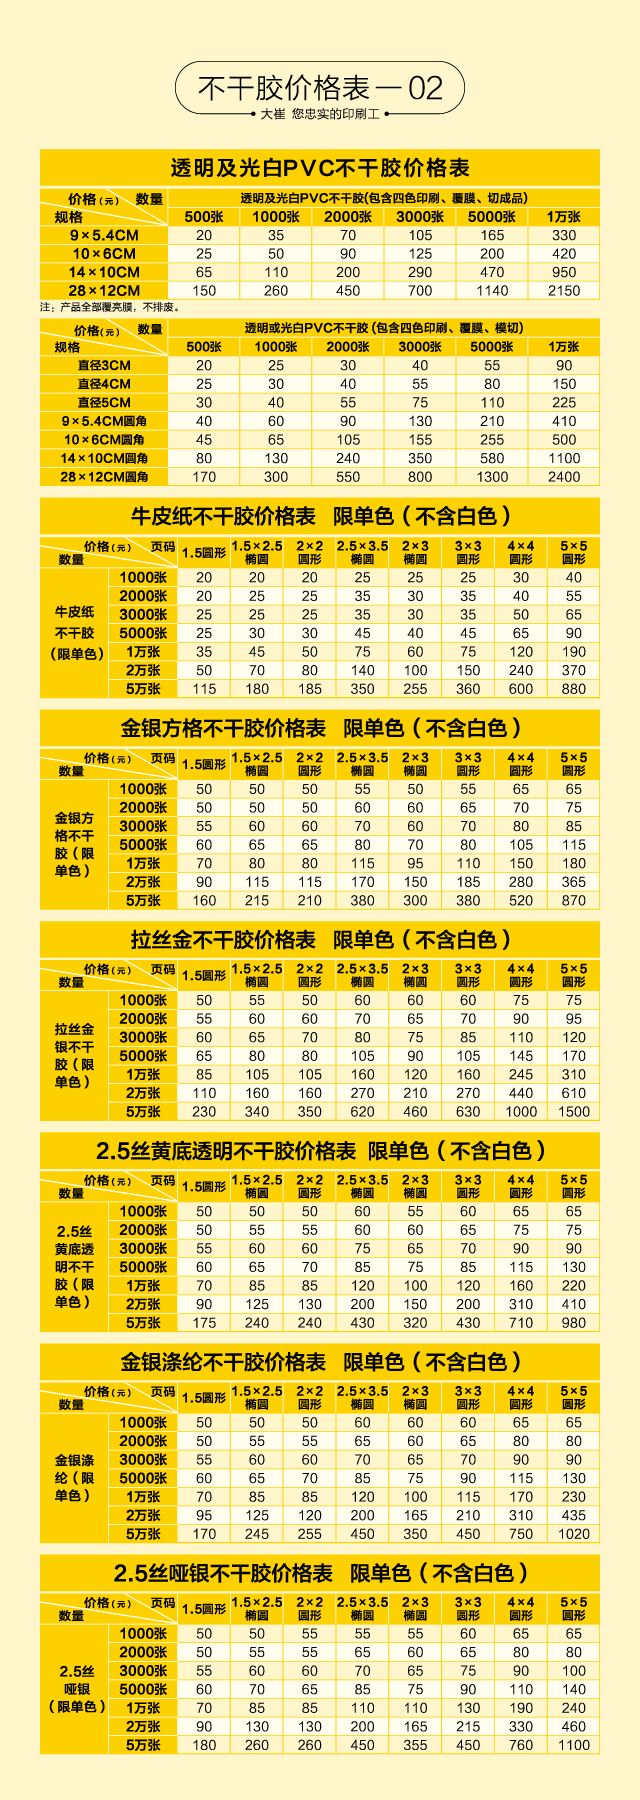 不干胶价格表 — 02
大崔 您忠实的印刷工
透明及光白PVC不干胶价格表
价格(元) 数量 透明及光白PVC不干胶(包含四色印刷、覆膜、切成品)
规格 500张 1000张 2000张 3000张 5000张 1万张
9×5.4CM 20 35 70 105 165 330
10×6CM 25 50 90 125 200 420
14×10CM 65 110 200 290 470 950
28×12CM 150 260 450 700 1140 2150
注：产品全部覆亮膜，不排废。
价格(元) 数量 透明或光白PVC不干胶 (包含四色印刷、覆膜、模切)
规格 500张 1000张 2000张 3000张 5000张 1万张
直径3CM 20 25 30 40 55 90
直径4CM 25 30 40 55 80 150
直径5CM 30 40 55 75 110 225
9×5.4CM圆角 40 60 90 130 210 410
10×6CM圆角 45 65 105 155 255 500
14×10CM圆角 80 130 240 350 580 1100
28×12CM圆角 170 300 550 800 1300 2400
牛皮纸不干胶价格表 限单色（不含白色）
价格(元) 页码 1.5圆形 1.5×2.5 2×2 2.5×3.5 2×3 3×3 4×4 5×5
数量 椭圆 圆形 椭圆 椭圆 圆形 圆形 圆形
牛皮纸
不干胶
（限单色）
1000张 20 20 20 25 25 25 30 40
2000张 20 25 25 35 30 35 40 55
3000张 25 25 25 35 30 35 50 65
5000张 25 30 30 45 40 45 65 90
1万张 35 45 50 75 60 75 120 190
2万张 50 70 80 140 100 150 240 370
5万张 115 180 185 350 255 360 600 880
金银方格不干胶价格表 限单色（不含白色）
价格(元) 页码 1.5圆形 1.5×2.5 2×2 2.5×3.5 2×3 3×3 4×4 5×5
数量 椭圆 圆形 椭圆 椭圆 圆形 圆形 圆形
金银方
格不干
胶（限
单色）
1000张 50 50 50 55 50 55 65 65
2000张 50 50 50 60 60 65 70 75
3000张 55 60 60 70 60 70 80 85
5000张 60 65 65 80 70 80 105 115
1万张 70 80 80 115 95 110 150 180
2万张 90 115 115 170 150 185 280 365
5万张 160 215 210 380 300 380 520 870
拉丝金不干胶价格表 限单色（不含白色）
价格(元) 页码 1.5圆形 1.5×2.5 2×2 2.5×3.5 2×3 3×3 4×4 5×5
数量 椭圆 圆形 椭圆 椭圆 圆形 圆形 圆形
拉丝金
银不干
胶（限
单色）
1000张 50 55 50 60 60 60 75 75
2000张 55 60 60 70 65 70 90 95
3000张 60 65 70 80 75 85 110 120
5000张 65 80 80 105 90 105 145 170
1万张 85 105 105 160 120 160 245 310
2万张 110 160 160 270 210 270 440 610
5万张 230 340 350 620 460 630 1000 1500
2.5丝黄底透明不干胶价格表 限单色（不含白色）
价格(元) 页码 1.5圆形 1.5×2.5 2×2 2.5×3.5 2×3 3×3 4×4 5×5
数量 椭圆 圆形 椭圆 椭圆 圆形 圆形 圆形
2.5丝
黄底透
明不干
胶（限
单色）
1000张 50 50 50 60 55 60 65 65
2000张 50 55 55 60 60 65 75 75
3000张 55 60 60 75 65 70 90 90
5000张 60 65 70 85 75 85 115 130
1万张 70 85 85 120 100 120 160 220
2万张 90 125 130 200 150 200 310 410
5万张 175 240 240 430 320 430 710 980
金银涤纶不干胶价格表 限单色（不含白色）
价格(元) 页码 1.5圆形 1.5×2.5 2×2 2.5×3.5 2×3 3×3 4×4 5×5
数量 椭圆 圆形 椭圆 椭圆 圆形 圆形 圆形
金银涤
纶（限
单色）
1000张 50 50 50 60 60 60 65 65
2000张 50 55 55 65 60 65 80 80
3000张 55 60 60 70 65 70 90 90
5000张 60 65 70 85 75 90 115 130
1万张 70 85 85 120 100 115 170 230
2万张 95 125 120 200 165 210 310 435
5万张 170 245 255 450 350 450 750 1020
2.5丝哑银不干胶价格表 限单色（不含白色）
价格(元) 页码 1.5圆形 1.5×2.5 2×2 2.5×3.5 2×3 3×3 4×4 5×5
数量 椭圆 圆形 椭圆 椭圆 圆形 圆形 圆形
2.5丝
哑银
（限单色）
1000张 50 50 55 55 55 60 65 65
2000张 50 55 55 65 60 65 80 80
3000张 55 60 60 70 65 75 90 100
5000张 60 70 65 85 75 90 110 140
1万张 70 85 85 110 110 130 190 240
2万张 90 130 130 200 165 215 330 460
5万张 180 260 260 450 355 450 760 1100